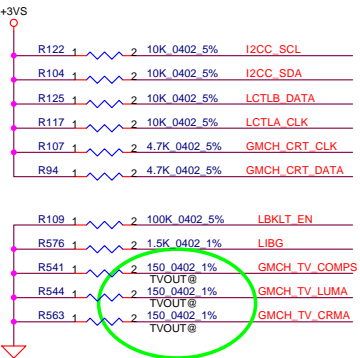 +3VS
R122 1 2 10K_0402_5% I2CC_SCL
R104 1 2 10K_0402_5% I2CC_SDA
R125 1 2 10K_0402_5% LCTLB_DATA
R117 1 2 10K_0402_5% LCTLA_CLK
R107 1 2 4.7K_0402_5% GMCH_CRT_CLK
R94 1 2 4.7K_0402_5% GMCH_CRT_DATA
R109 1 2 100K_0402_5% LBKLT_EN
R576 1 2 1.5K_0402_1% LIBG
R541 1 2 150_0402_1% GMCH_TV_COMPS
TVOUT@
R544 1 2 150_0402_1% GMCH_TV_LUMA
TVOUT@
R563 1 2 150_0402_1% GMCH_TV_CRMA
TVOUT@